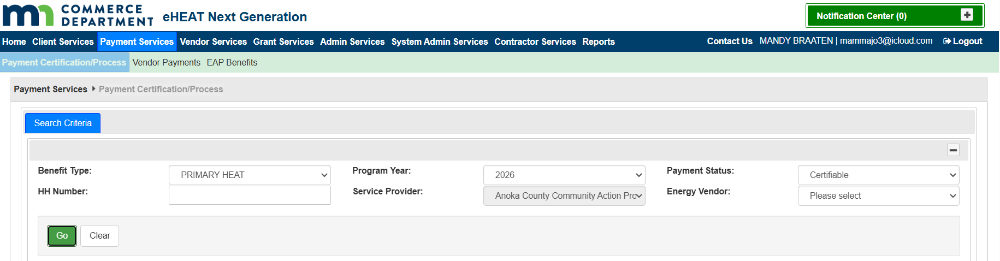 COMMERCE
DEPARTMENT
eHEAT Next Generation
Notification Center (0)
Home Client Services Payment Services Vendor Services Grant Services Admin Services System Admin Services Contractor Services Reports Contact Us MANDY BRAATEN | mammajo3@icloud.com Logout
Payment Certification/Process Vendor Payments EAP Benefits
Payment Services Payment Certification/Process
Search Criteria
Benefit Type: PRIMARY HEAT Program Year: 2026 Payment Status: Certifiable
HH Number: Service Provider: Anoka County Community Action Pro Energy Vendor: Please select
Go Clear